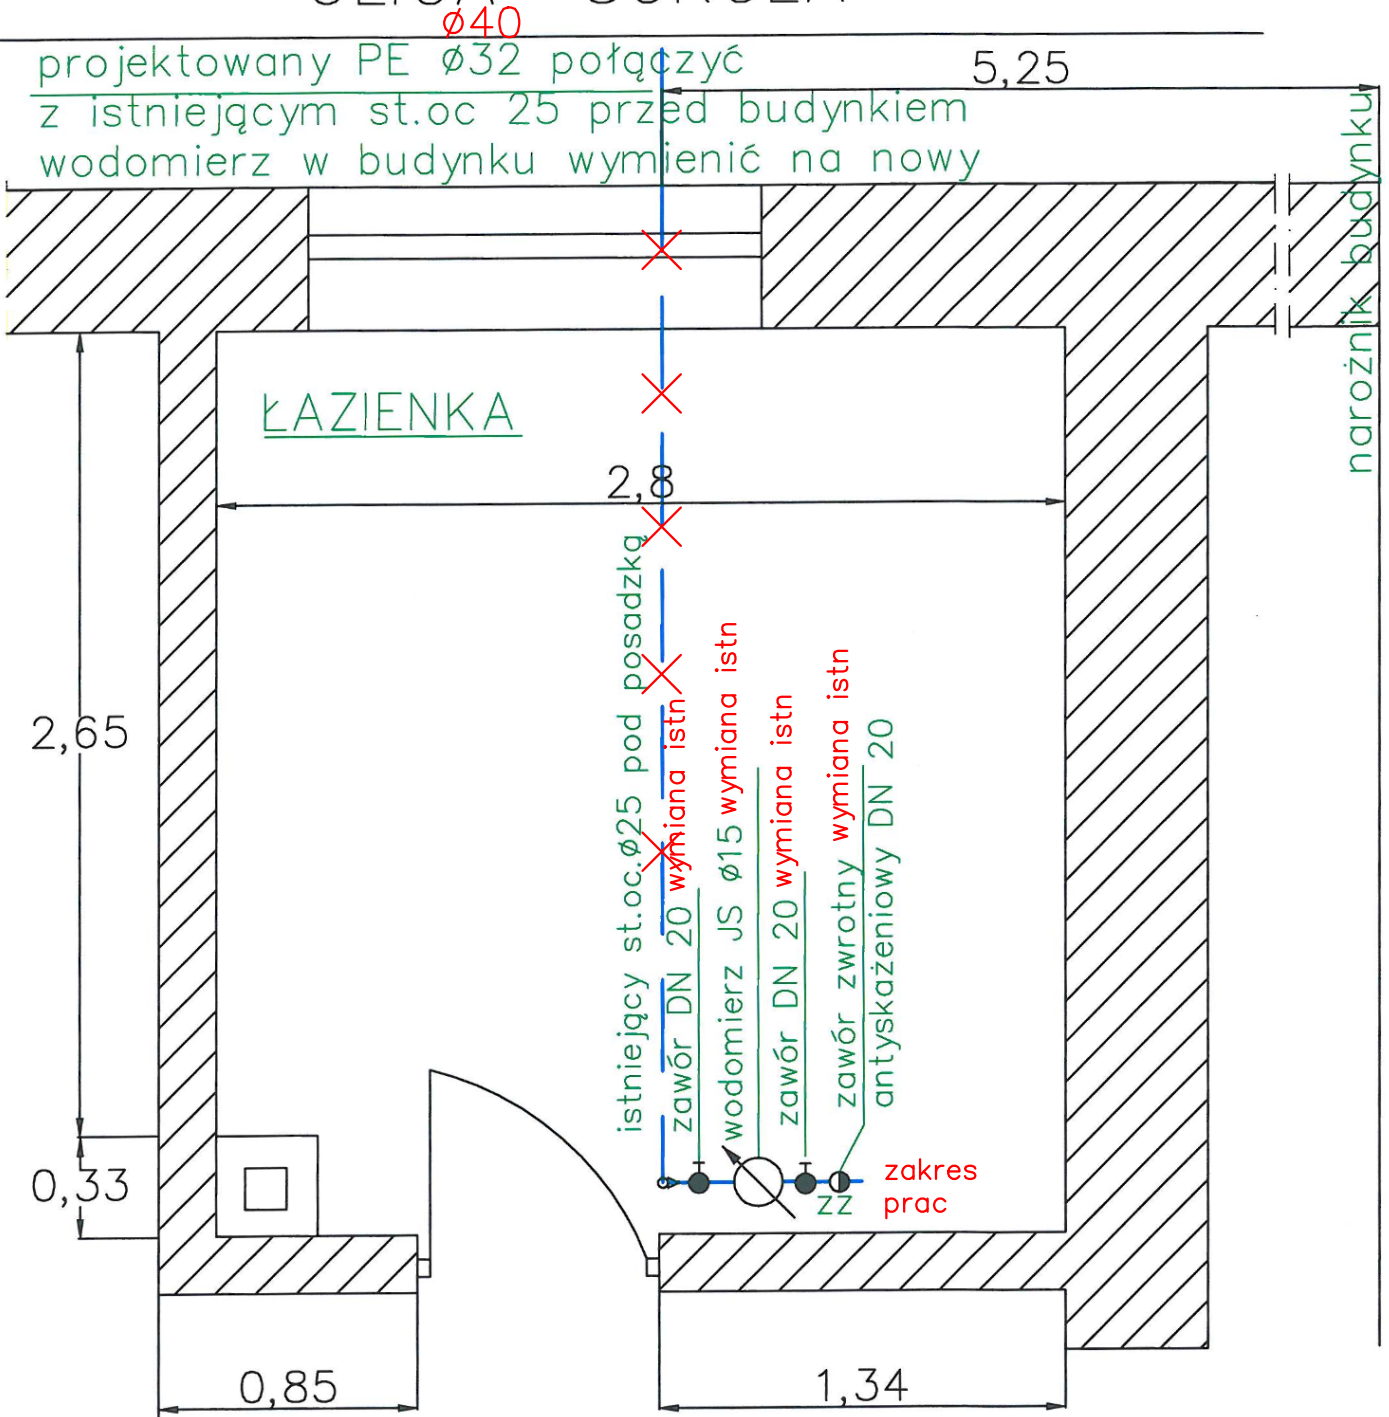 ø40
projektowany PE ø32 połączyć
z istniejącym st.oc 25 przed budynkiem
wodomierz w budynku wymienić na nowy
5,25
narożnik budynku
ŁAZIENKA
2,8
2,65
0,33
istniejący st.oc.ø25 pod posadzką
zawór DN 20 wymiana istn
wodomierz JS ø15 wymiana istn
zawór DN 20 wymiana istn
zawór zwrotny wymiana istn
antyskażeniowy DN 20
zz
zakres
prac
0,85
1,34